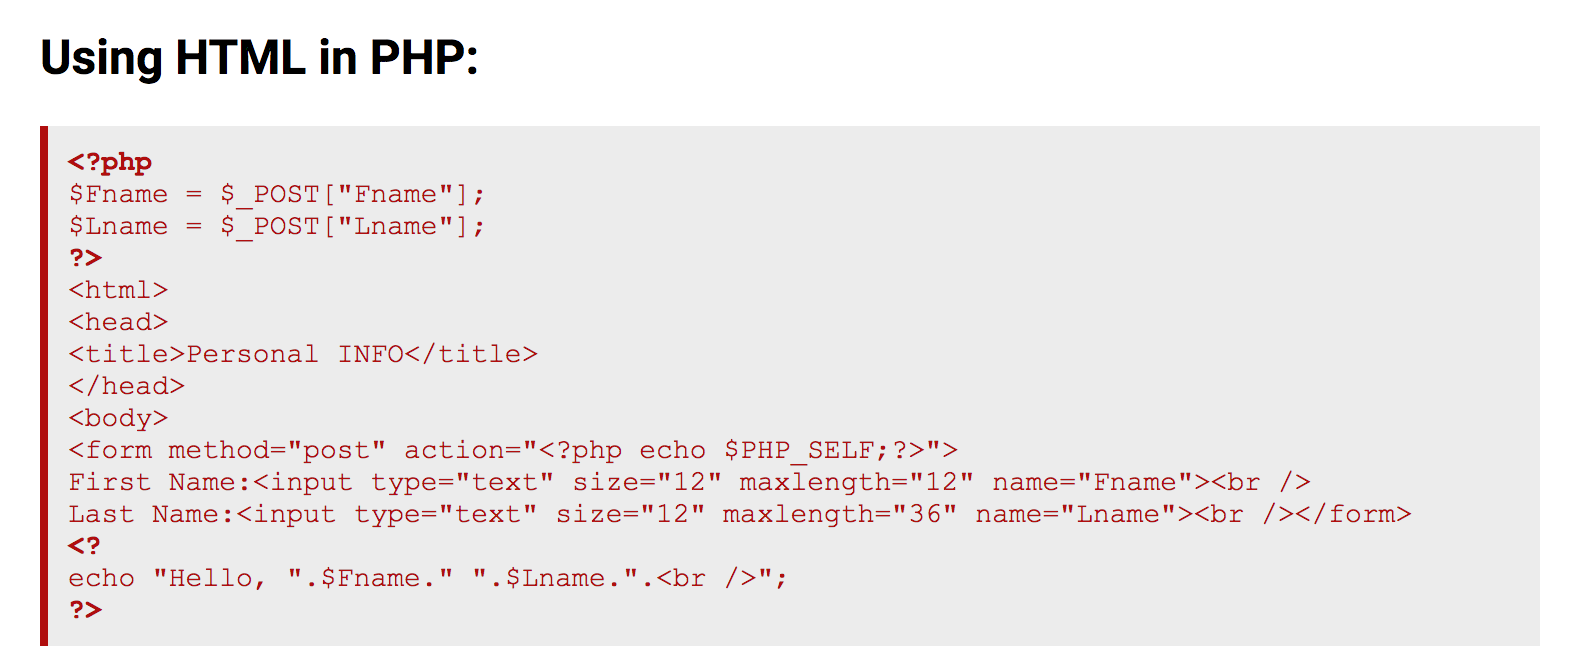 Using HTML in PHP:
<?php
$Fname = $_POST["Fname"];
$Lname = $_POST["Lname"];
?>
<html>
<head>
<title>Personal INFO</title>
</head>
<body>
<form method="post" action="<?php echo $PHP_SELF;?>">
First Name:<input type="text" size="12" maxlength="12" name="Fname"><br />
Last Name:<input type="text" size="12" maxlength="36" name="Lname"><br /></form>
<?
echo "Hello, ".$Fname." ".$Lname.".<br />";
?>